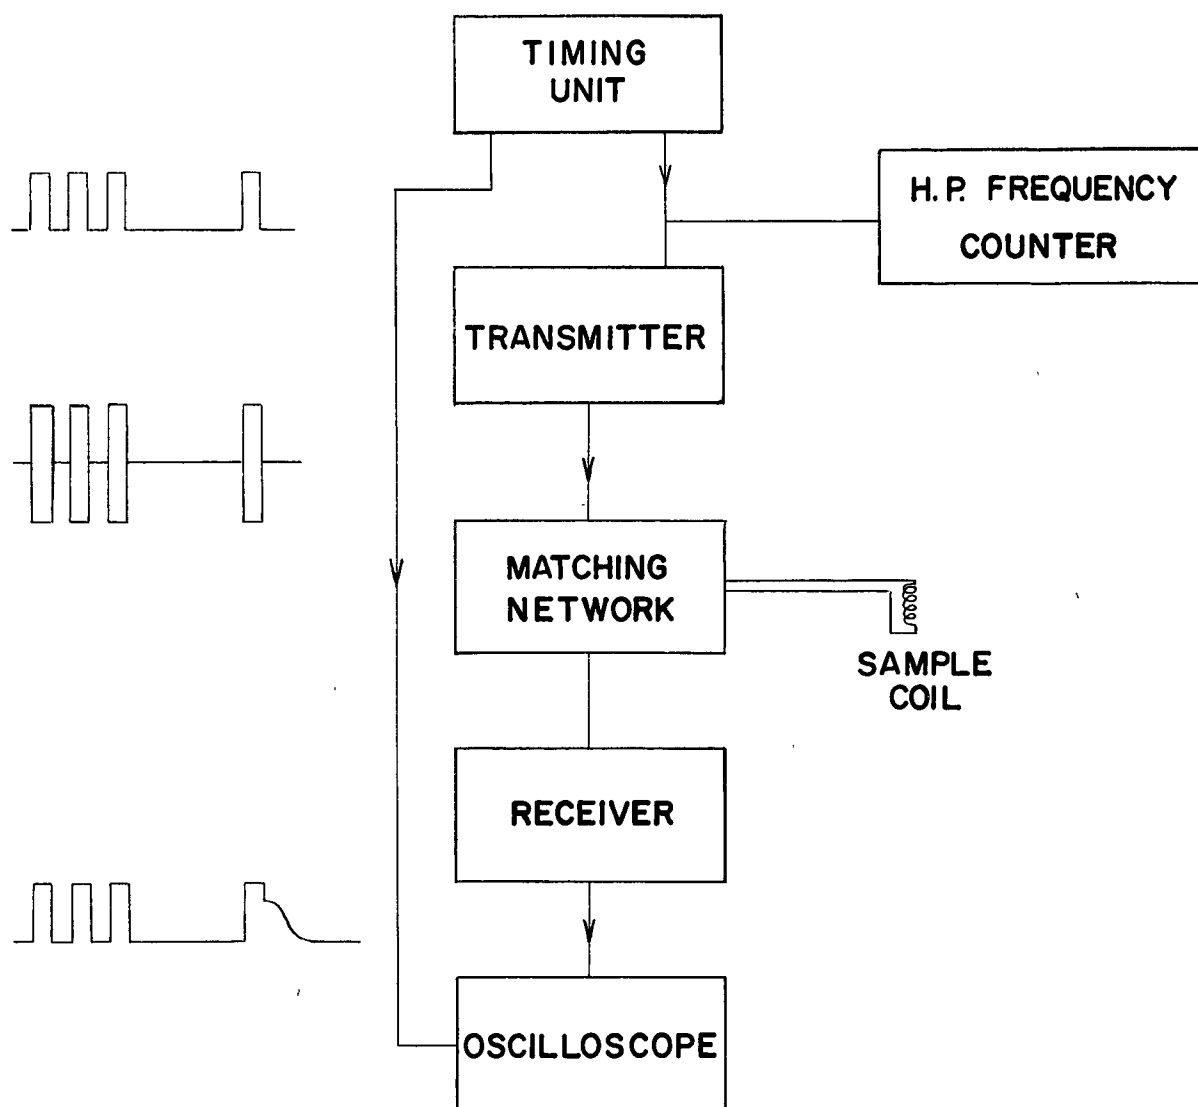 TIMING
UNIT
H.P. FREQUENCY
COUNTER
TRANSMITTER
MATCHING
NETWORK
SAMPLE
COIL
RECEIVER
OSCILLOSCOPE